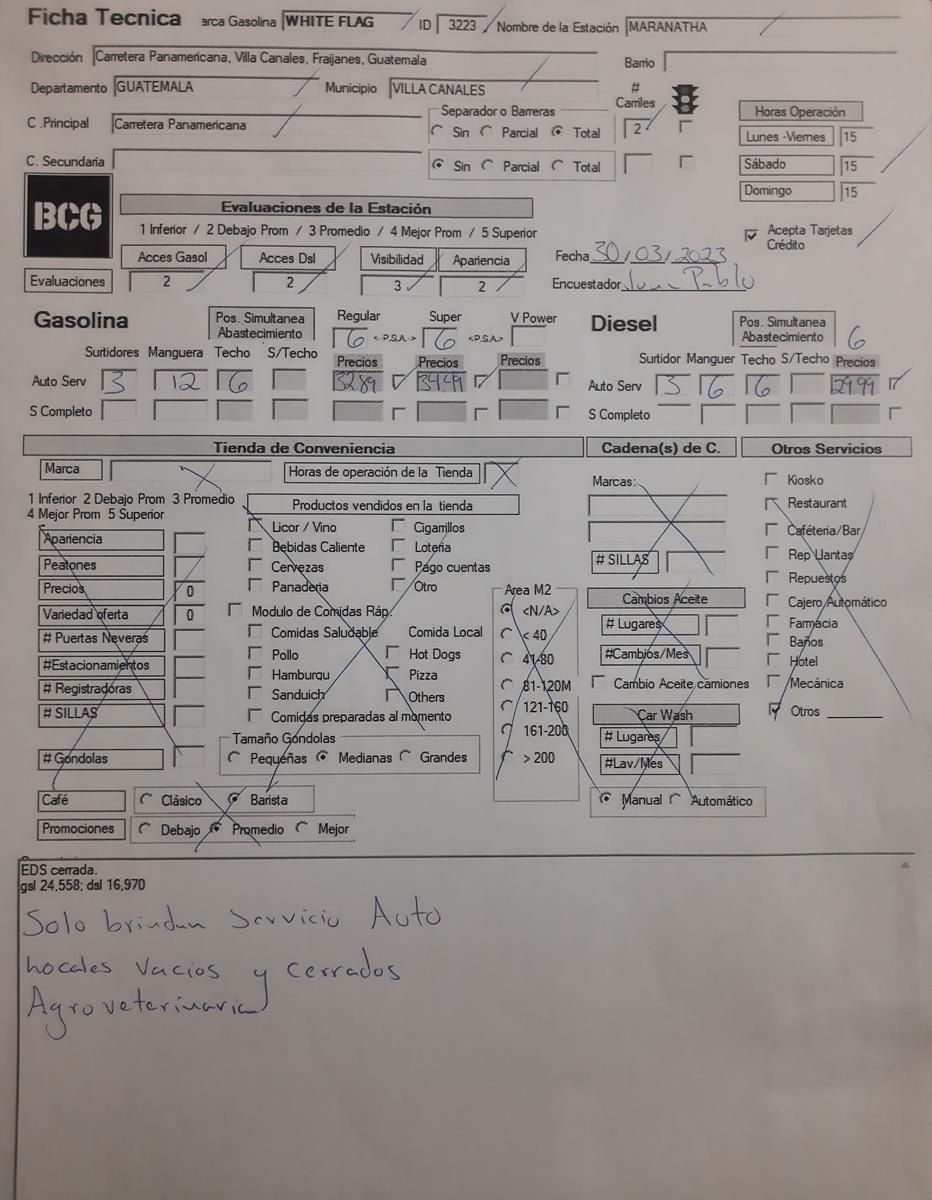 Ficha Tecnica arca Gasolina WHITE FLAG ID 3223 Nombre de la Estación MARANATHA
Dirección Carretera Panamericana, Villa Canales, Fraijanes, Guatemala Barrio
Departamento GUATEMALA Municipio VILLA CANALES # Carriles
C .Principal Carretera Panamericana Separador o Barreras Sin Parcial Total 2
C. Secundaria Sin Parcial Total
Horas Operación
Lunes -Viernes 15
Sábado 15
Domingo 15
BCG
Evaluaciones de la Estación
1 Inferior / 2 Debajo Prom / 3 Promedio / 4 Mejor Prom / 5 Superior
Acces Gasol Acces Dsl Visibilidad Apariencia
Evaluaciones 2 2 3 2
Acepta Tarjetas Crédito
Fecha 30/03/2023
Encuestador Juan Pablo
Gasolina Pos. Simultanea Abastecimiento Regular Super V Power
6 <-P.S.A.-> 6 <-P.S.A->
Surtidores Manguera Techo S/Techo Precios Precios Precios
Auto Serv 3 12 6 32.89 34.49
S Completo
Diesel Pos. Simultanea Abastecimiento 6
Surtidor Manguer Techo S/Techo Precios
Auto Serv 3 6 6 29.99
S Completo
Tienda de Conveniencia
Marca Horas de operación de la Tienda
1 Inferior 2 Debajo Prom 3 Promedio
4 Mejor Prom 5 Superior
Apariencia
Peatones
Precios 0
Variedad oferta 0
# Puertas Neveras
#Estacionamientos
# Registradoras
# SILLAS
# Gondolas
Productos vendidos en la tienda
Licor / Vino Cigarrillos
Bebidas Caliente Loteria
Cervezas Pago cuentas
Panaderia Otro
Modulo de Comidas Ráp.
Comidas Saludable Comida Local
Pollo Hot Dogs
Hamburqu Pizza
Sanduich Others
Comidas preparadas al momento
Tamaño Gondolas
Pequeñas Medianas Grandes
Area M2
<N/A>
< 40
41-80
81-120M
121-160
161-200
> 200
Café Clásico Barista
Promociones Debajo Promedio Mejor
Cadena(s) de C.
Marcas:
# SILLAS
Cambios Aceite
# Lugares
#Cambios/Mes
Cambio Aceite camiones
Car Wash
# Lugares
#Lav/Mes
Manual Automático
Otros Servicios
Kiosko
Restaurant
Caféteria/Bar
Rep Llantas
Repuestos
Cajero Automático
Farmácia
Baños
Hotel
Mecánica
Otros
EDS cerrada.
gsl 24,558; dsl 16,970
Solo brindan Servicio Auto
Locales Vacios y cerrados
Agroveterinaria